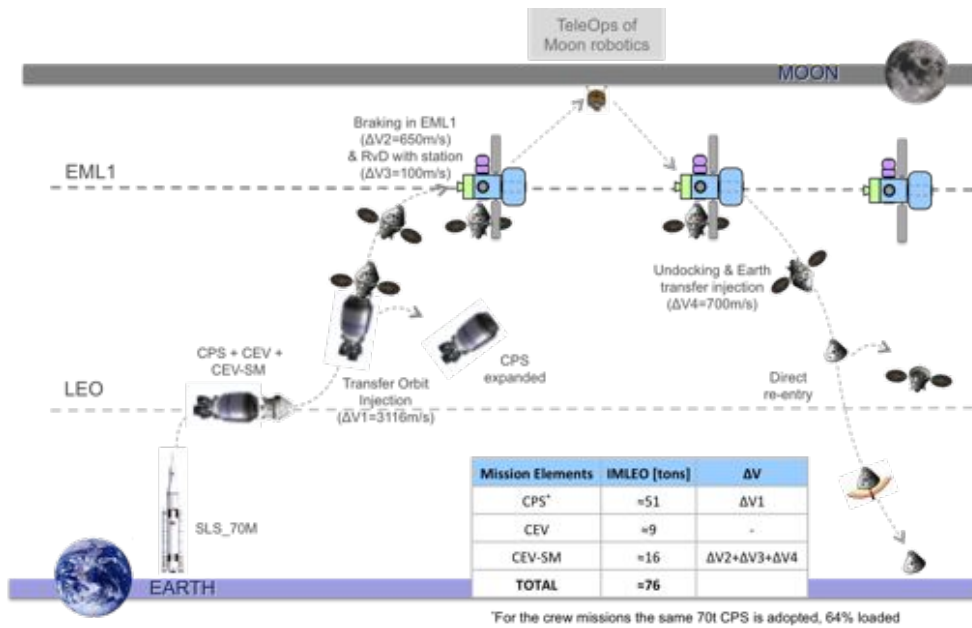 TeleOps of
Moon robotics
MOON
Braking in EML1
(ΔV2=650m/s)
& RvD with station
(ΔV3=100m/s)
EML1
Undocking & Earth
transfer injection
(ΔV4=700m/s)
CPS + CEV +
CEV-SM
CPS
expanded
Direct
re-entry
LEO
Transfer Orbit
Injection
(ΔV1=3116m/s)
SLS_70M
Mission Elements IMLEO [tons] ΔV
CPS* ≈51 ΔV1
CEV ≈9 -
CEV-SM ≈16 ΔV2+ΔV3+ΔV4
TOTAL ≈76
EARTH
*For the crew missions the same 70t CPS is adopted, 64% loaded